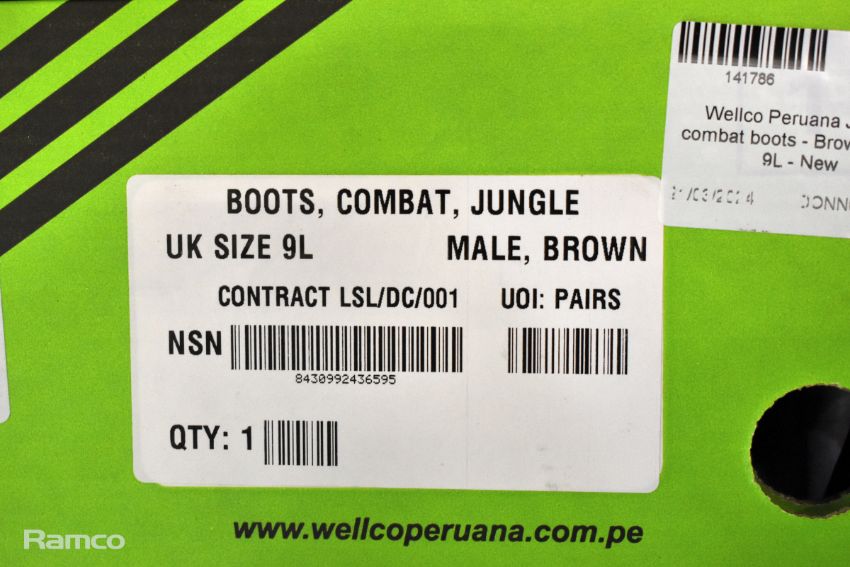 141786
Wellco Peruana
combat boots -
9L - New
BOOTS, COMBAT, JUNGLE
UK SIZE 9L MALE, BROWN
CONTRACT LSL/DC/001 UOI: PAIRS
NSN
8430992436595
QTY: 1
www.wellcoperuana.com.pe
Ramco